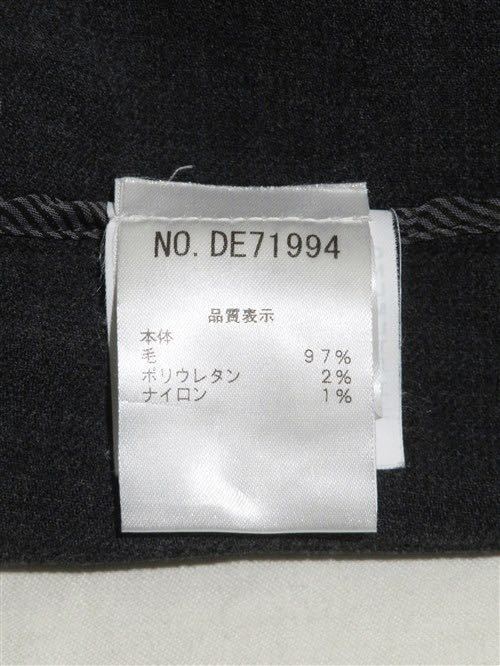 NO. DE71994
品質表示
本体
毛 97%
ポリウレタン 2%
ナイロン 1%